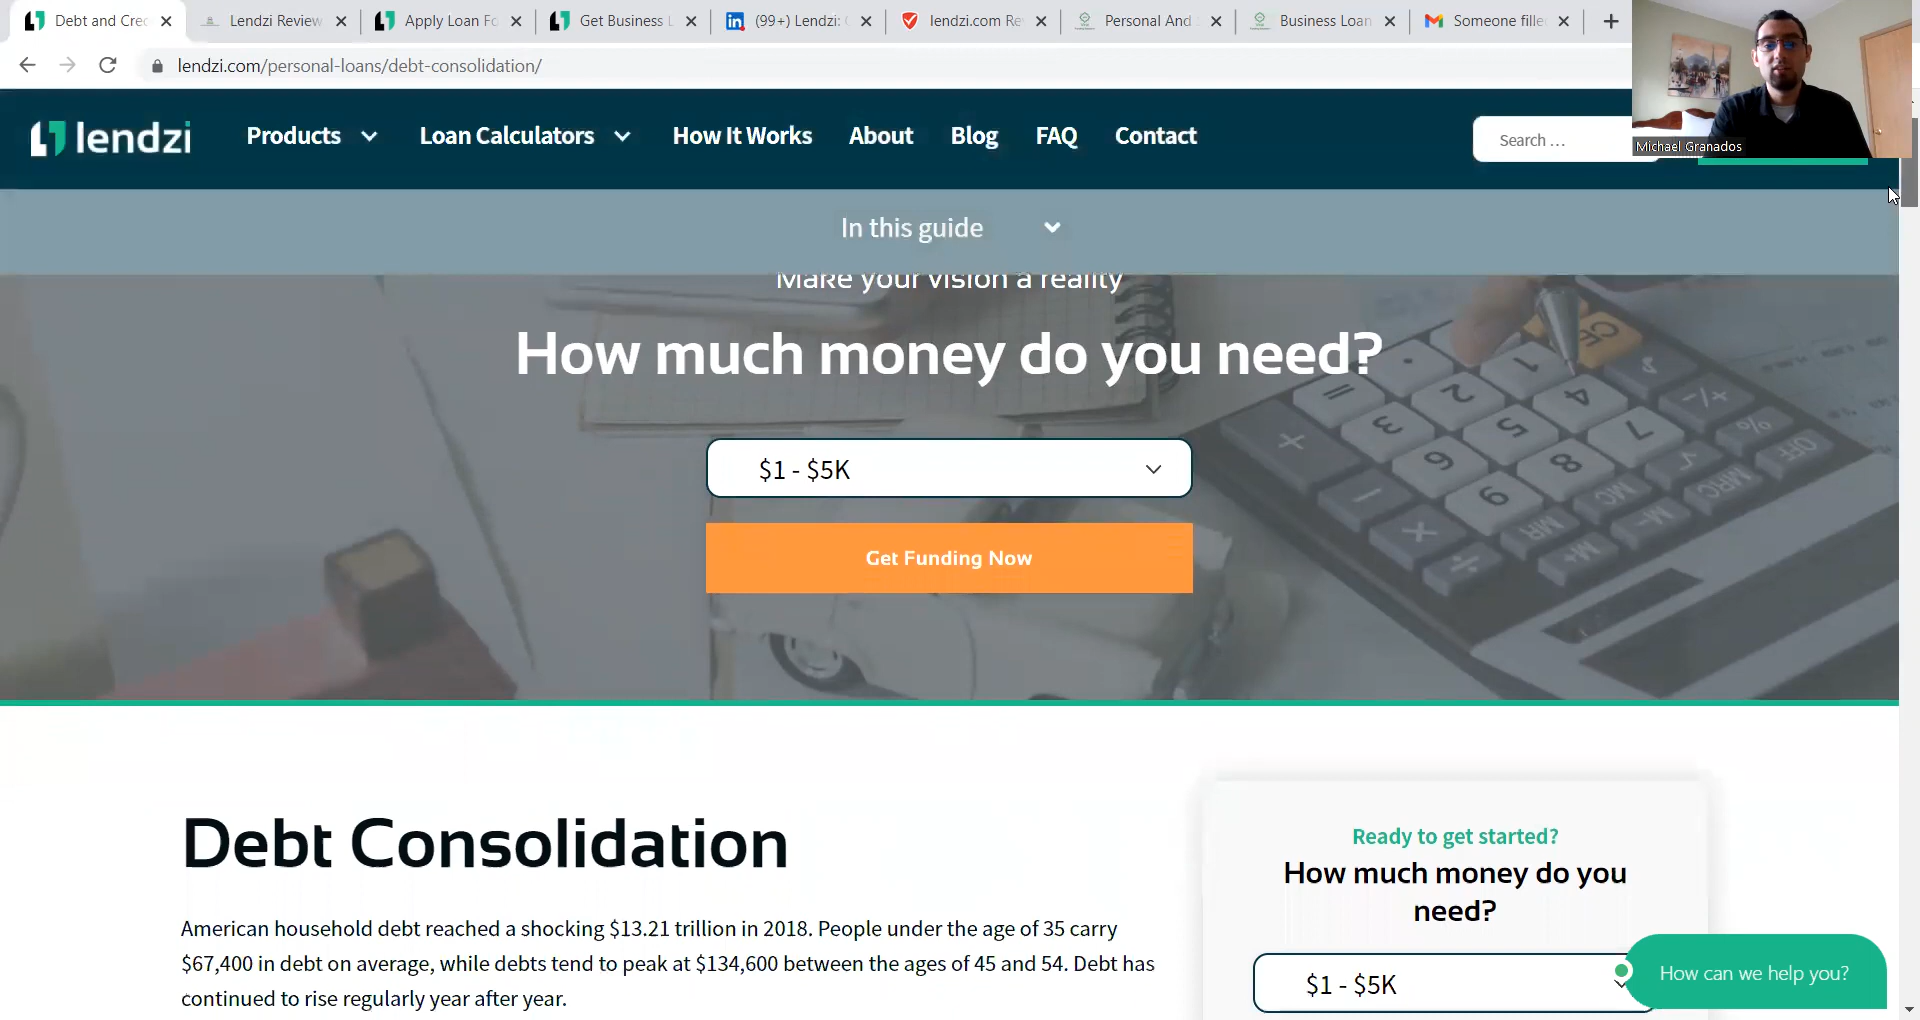 Debt and Cred
Lendzi Review
Apply Loan Fo
Get Business L
(99+) Lendzi:
lendzi.com Re
Personal And
Business Loan
Someone fille
lendzi.com/personal-loans/debt-consolidation/
lendzi
Products
Loan Calculators
How It Works
About
Blog
FAQ
Contact
Search ...
Michael Granados
In this guide
Make your vision a reality
How much money do you need?
$1 - $5K
Get Funding Now
Debt Consolidation
American household debt reached a shocking $13.21 trillion in 2018. People under the age of 35 carry
$67,400 in debt on average, while debts tend to peak at $134,600 between the ages of 45 and 54. Debt has
continued to rise regularly year after year.
Ready to get started?
How much money do you
need?
$1 - $5K
How can we help you?